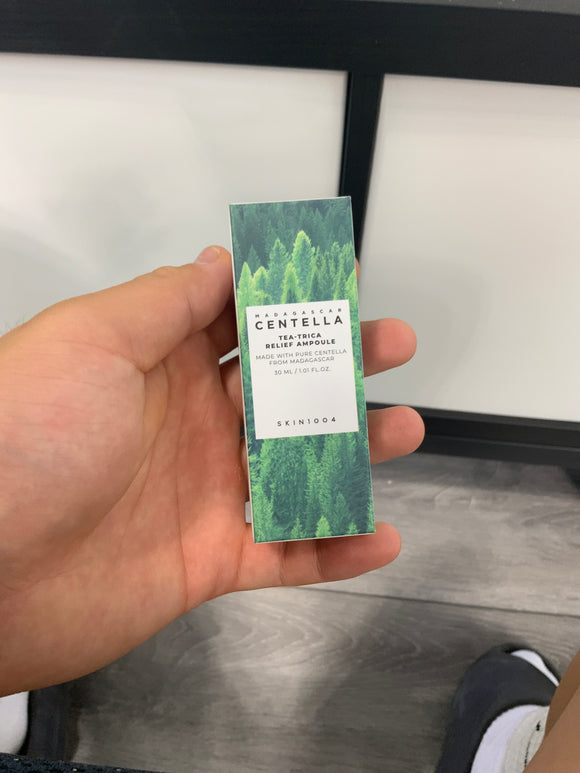 MADAGASCAR
CENTELLA
TEA-TRICA
RELIEF AMPOULE
MADE WITH PURE CENTELLA
FROM MADAGASCAR
30 ML / 1.01 FL.OZ.
SKIN1004